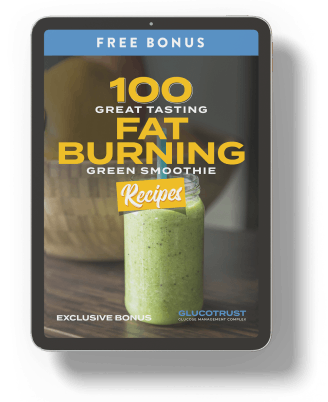 FREE BONUS
100
GREAT TASTING
FAT
BURNING
GREEN SMOOTHIE
Recipes
EXCLUSIVE BONUS
GLUCOTRUST
GLUCOSE MANAGEMENT COMPLEX